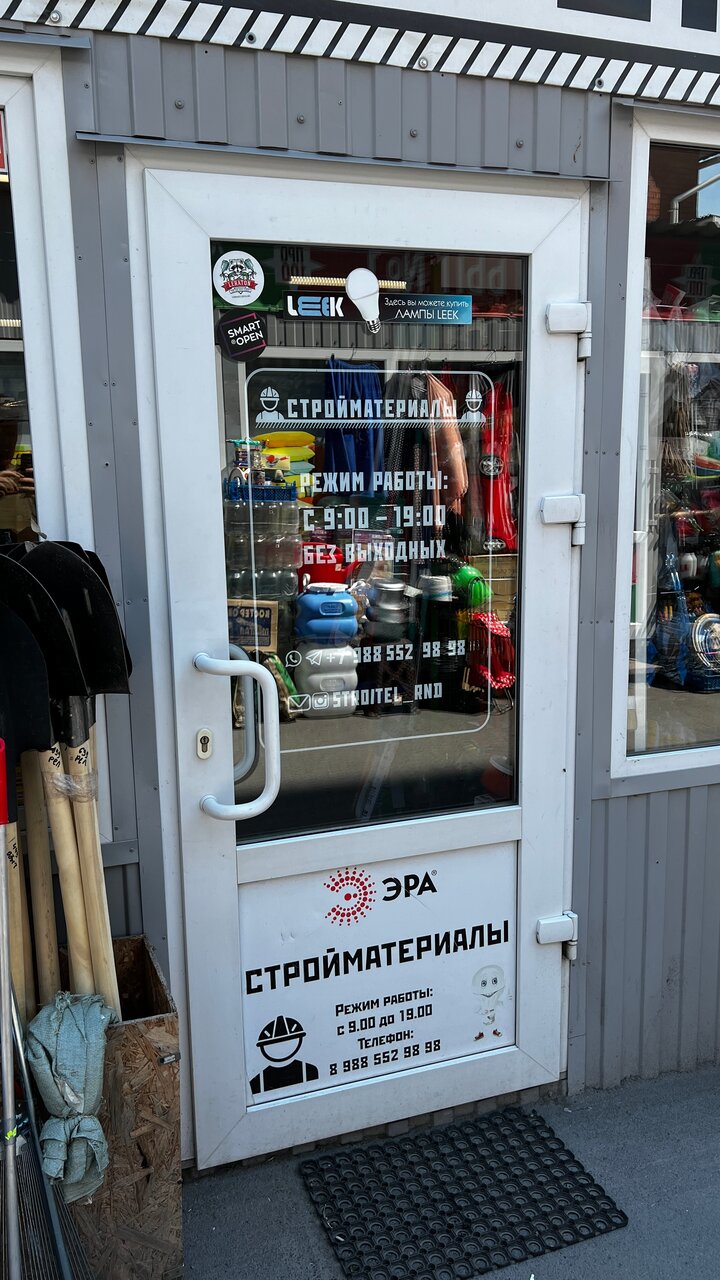 LERATON
SMART
OPEN
LEEK
Здесь вы можете купить
ЛАМПЫ LEEK
СТРОЙМАТЕРИАЛЫ
РЕЖИМ РАБОТЫ:
С 9:00 - 19:00
БЕЗ ВЫХОДНЫХ
+7 988 552 98 98
STROITEL_RND
ЭРА®
СТРОЙМАТЕРИАЛЫ
Режим работы:
с 9.00 до 19.00
Телефон:
8 988 552 98 98